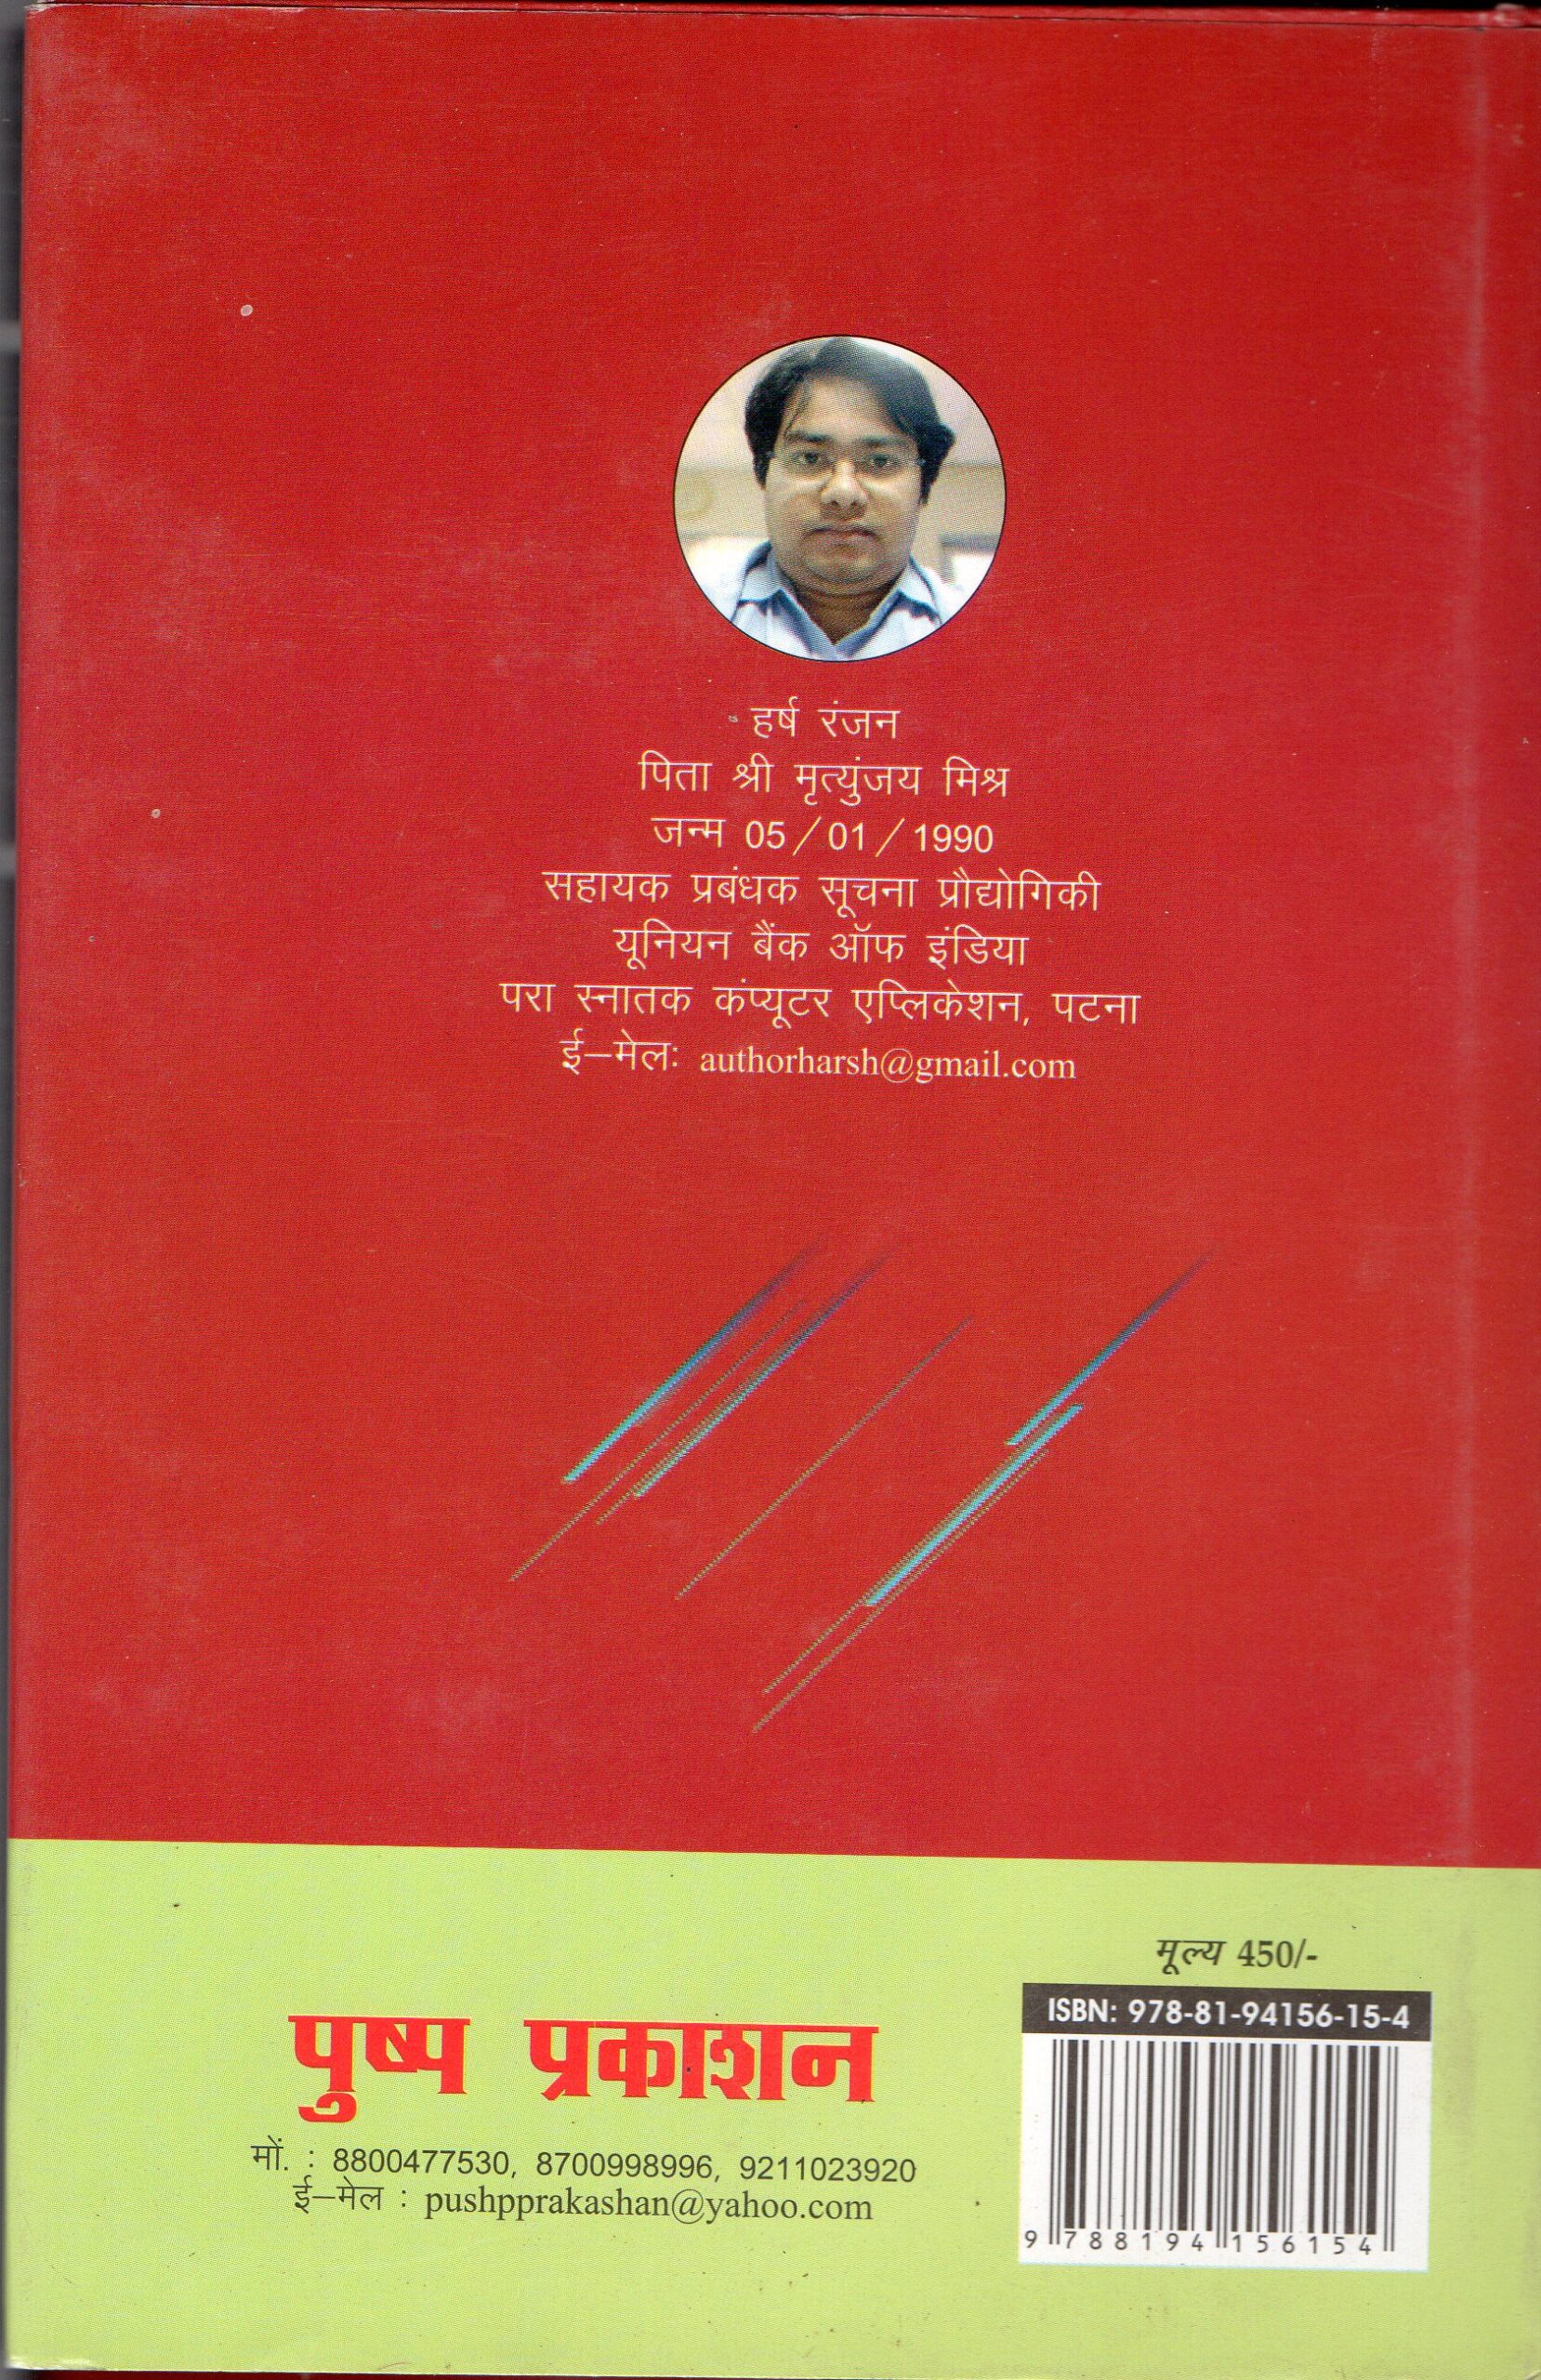 हर्ष रंजन
पिता श्री मृत्युंजय मिश्र
जन्म 05/01/1990
सहायक प्रबंधक सूचना प्रौद्योगिकी
यूनियन बैंक ऑफ इंडिया
परा स्नातक कंप्यूटर एप्लिकेशन, पटना
ई–मेलः authorharsh@gmail.com
मूल्य 450/-
ISBN: 978-81-94156-15-4
9 788194 156154
पुष्प प्रकाशन
मों. : 8800477530, 8700998996, 9211023920
ई–मेल : pushpprakashan@yahoo.com